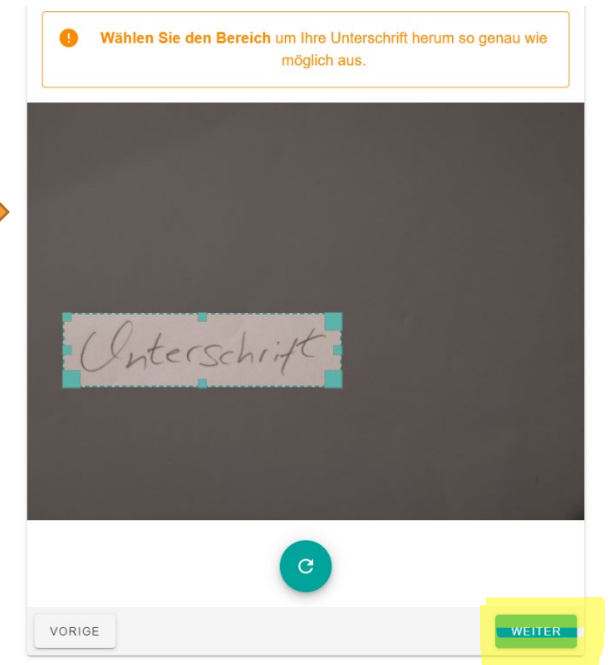 Wählen Sie den Bereich um Ihre Unterschrift herum so genau wie
möglich aus.
Unterschrift
VORIGE
WEITER